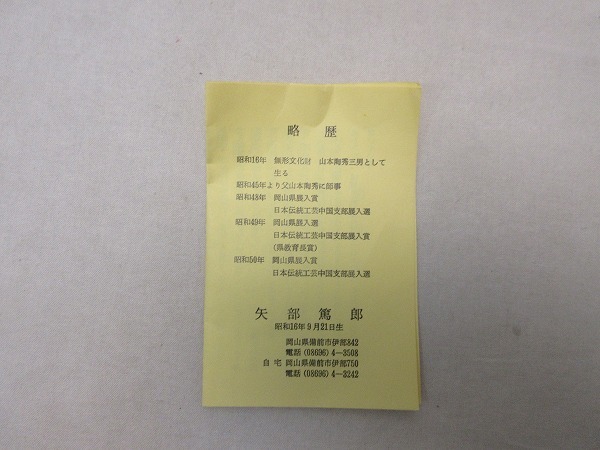 略歴
昭和16年 無形文化財 山本陶秀三男として
生る
昭和45年より父山本陶秀に師事
昭和48年 岡山県展入賞
日本伝統工芸中国支部展入選
昭和49年 岡山県展入選
日本伝統工芸中国支部展入賞
(県教育長賞)
昭和50年 岡山県展入賞
日本伝統工芸中国支部展入選
矢部篤郎
昭和16年9月21日生
岡山県備前市伊部842
電話(08696)4-3508
自宅 岡山県備前市伊部750
電話(08696)4-3242